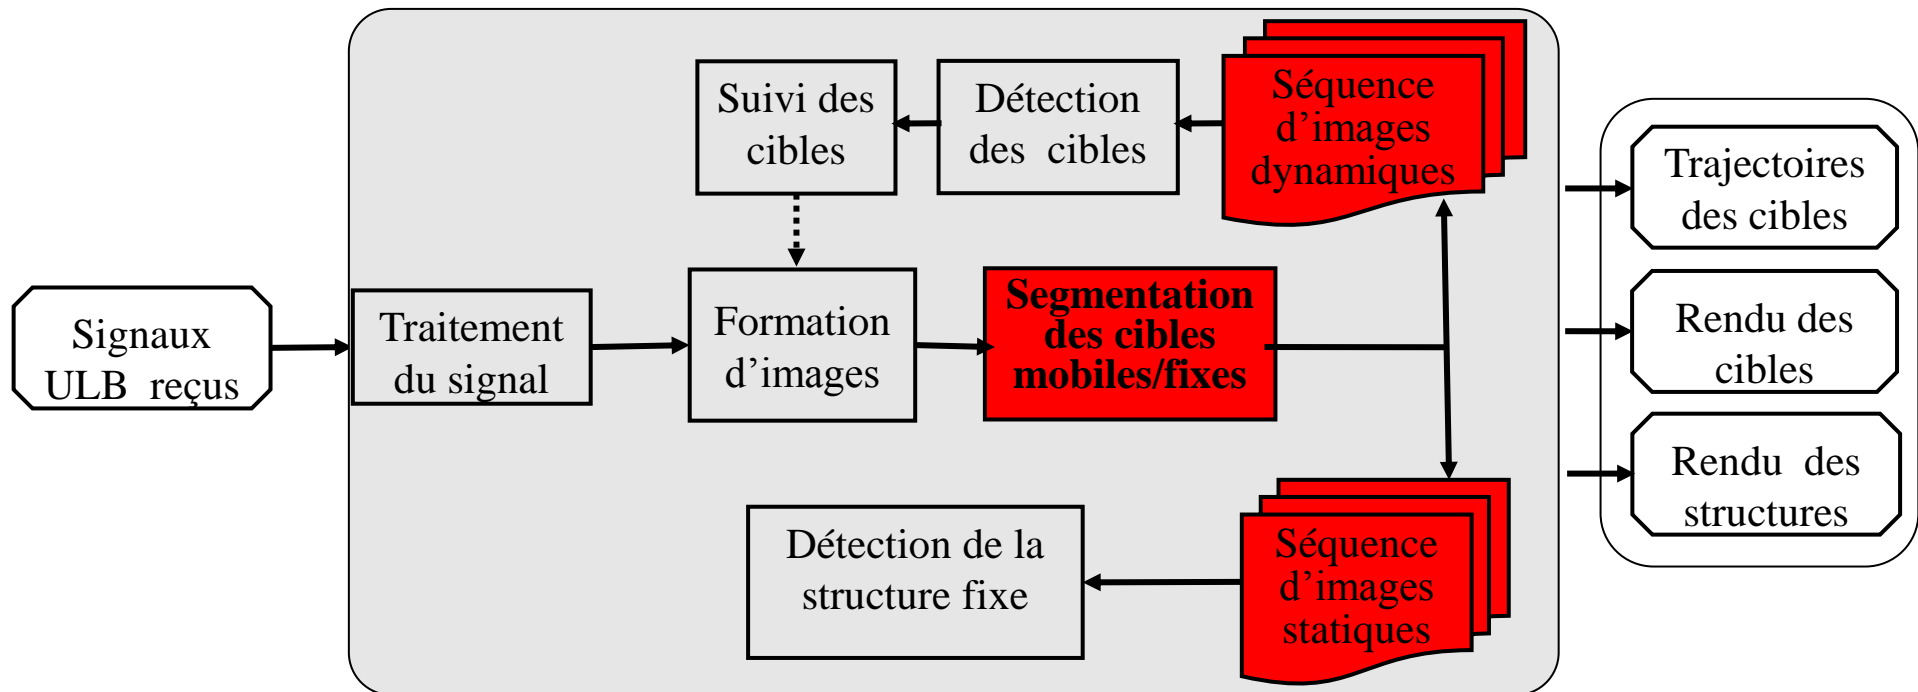 Signaux
ULB reçus
Traitement
du signal
Formation
d’images
Segmentation
des cibles
mobiles/fixes
Séquence
d’images
dynamiques
Détection
des cibles
Suivi des
cibles
Séquence
d’images
statiques
Détection de la
structure fixe
Trajectoires
des cibles
Rendu des
cibles
Rendu des
structures